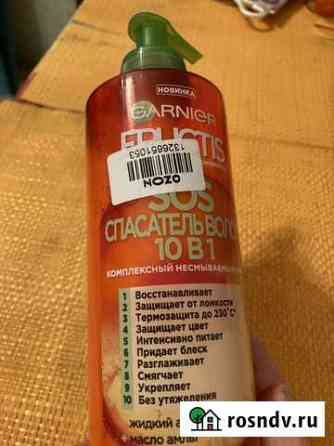 НОВИНКА
GARNIER
FRUCTIS
OZON
1326851053
SOS
СПАСАТЕЛЬ ВОЛОС
10 В 1
КОМПЛЕКСНЫЙ НЕСМЫВАЕМЫЙ
1 Восстанавливает
2 Защищает от ломкости
3 Термозащита до 230°С*
4 Защищает цвет
5 Интенсивно питает
6 Придает блеск
7 Разглаживает
8 Смягчает
9 Укрепляет
10 Без утяжеления
ЖИДКИЙ
МАСЛО АМЛЫ
rosndv.ru